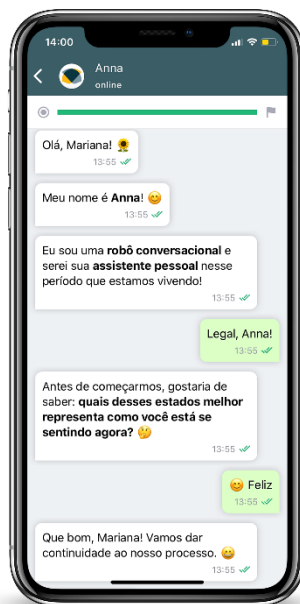 14:00
Anna
online
Olá, Mariana! 🌻
13:55
Meu nome é Anna! 😊
13:55
Eu sou uma robô conversacional e
serei sua assistente pessoal nesse
período que estamos vivendo!
13:55
Legal, Anna!
13:55
Antes de começarmos, gostaria de
saber: quais desses estados melhor
representa como você está se
sentindo agora? 🤔
13:55
😊 Feliz
13:55
Que bom, Mariana! Vamos dar
continuidade ao nosso processo. 😄
13:55